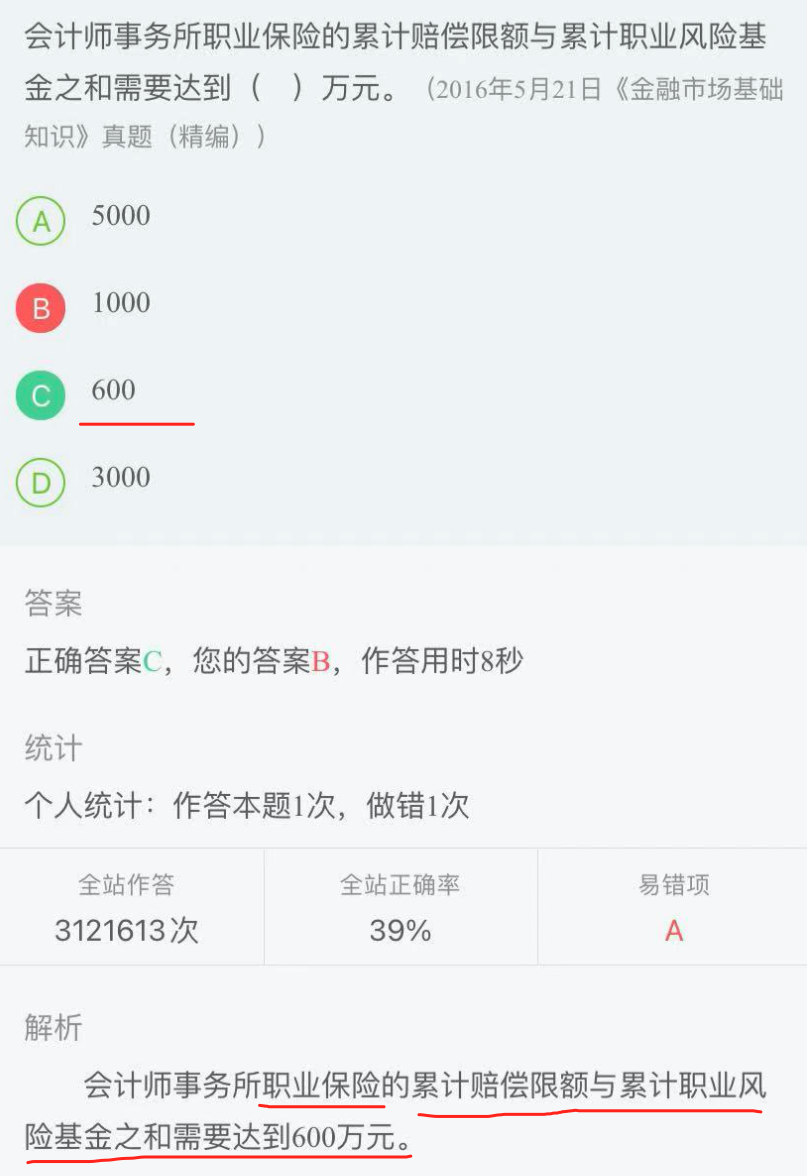 会计师事务所职业保险的累计赔偿限额与累计职业风险基
金之和需要达到（ ）万元。（2016年5月21日《金融市场基础
知识》真题（精编））
A 5000
B 1000
C 600
D 3000
答案
正确答案C，您的答案B，作答用时8秒
统计
个人统计：作答本题1次，做错1次
全站作答 全站正确率 易错项
3121613次 39% A
解析
会计师事务所职业保险的累计赔偿限额与累计职业风
险基金之和需要达到600万元。